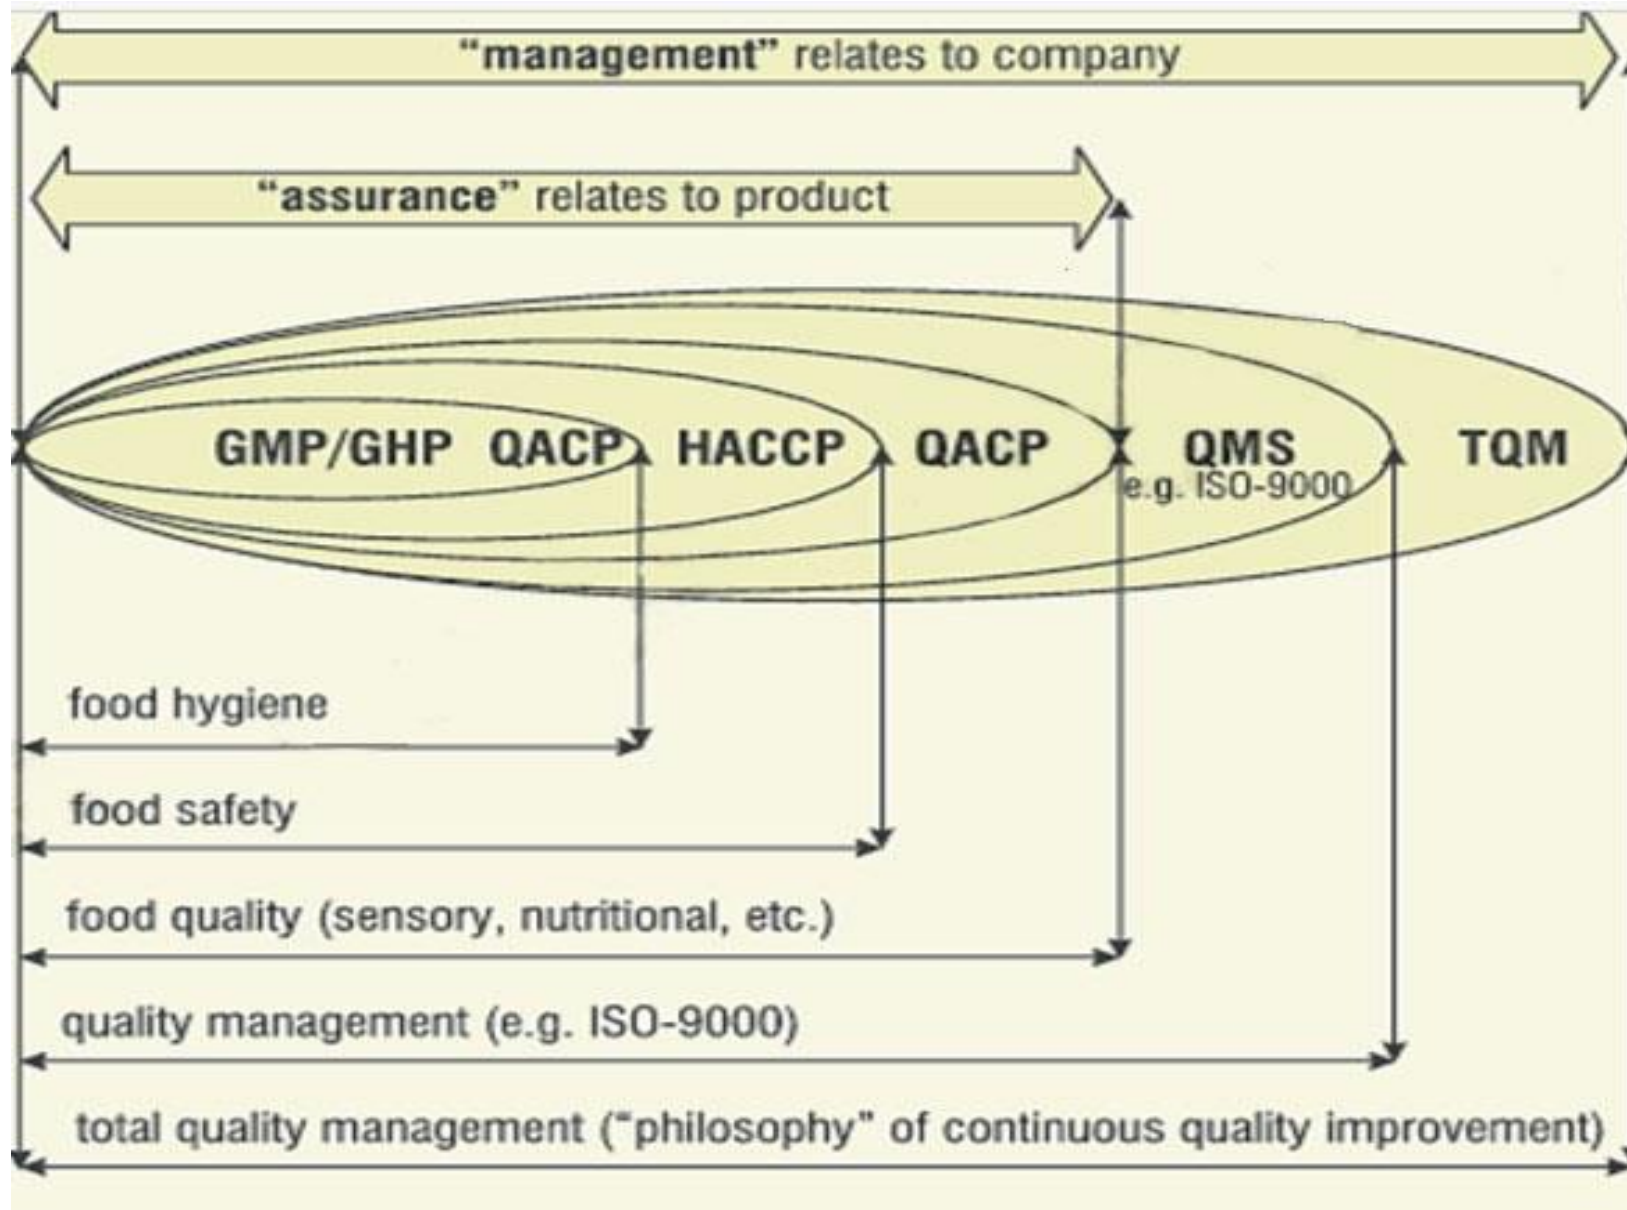 “management” relates to company
“assurance” relates to product
GMP/GHP QACP HACCP QACP QMS TQM
e.g. ISO-9000
food hygiene
food safety
food quality (sensory, nutritional, etc.)
quality management (e.g. ISO-9000)
total quality management (“philosophy” of continuous quality improvement)